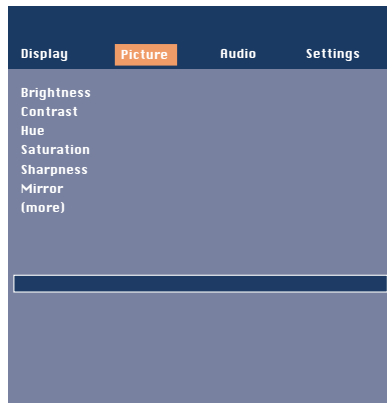 Display Picture Audio Settings
Brightness
Contrast
Hue
Saturation
Sharpness
Mirror
(more)